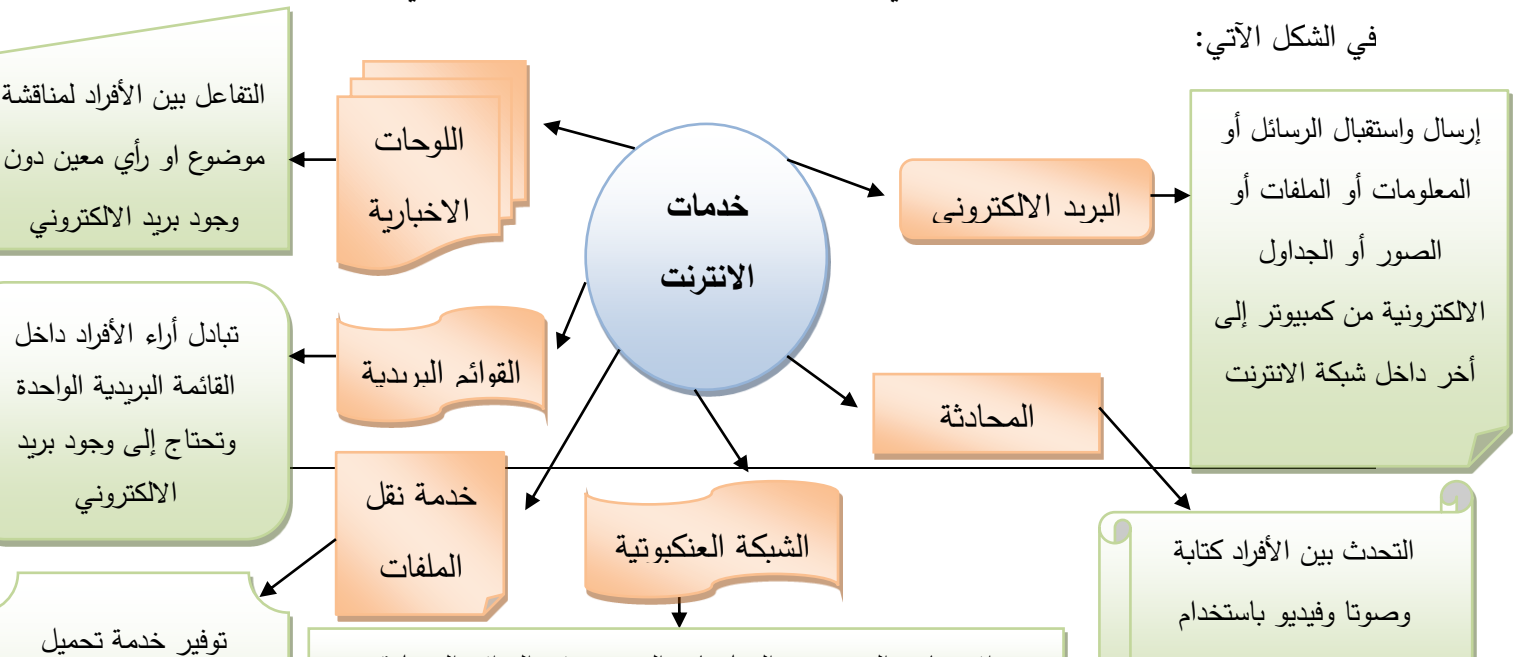 في الشكل الآتي:
خدمات
الانترنت
البريد الالكتروني
إرسال واستقبال الرسائل أو
المعلومات أو الملفات أو
الصور أو الجداول
الالكترونية من كمبيوتر إلى
أخر داخل شبكة الانترنت
المحادثة
التحدث بين الأفراد كتابة
وصوتا وفيديو باستخدام
الشبكة العنكبوتية
خدمة نقل
الملفات
توفير خدمة تحميل
القوائم البريدية
تبادل أراء الأفراد داخل
القائمة البريدية الواحدة
وتحتاج إلى وجود بريد
الالكتروني
اللوحات
الاخبارية
التفاعل بين الأفراد لمناقشة
موضوع او رأي معين دون
وجود بريد الالكتروني